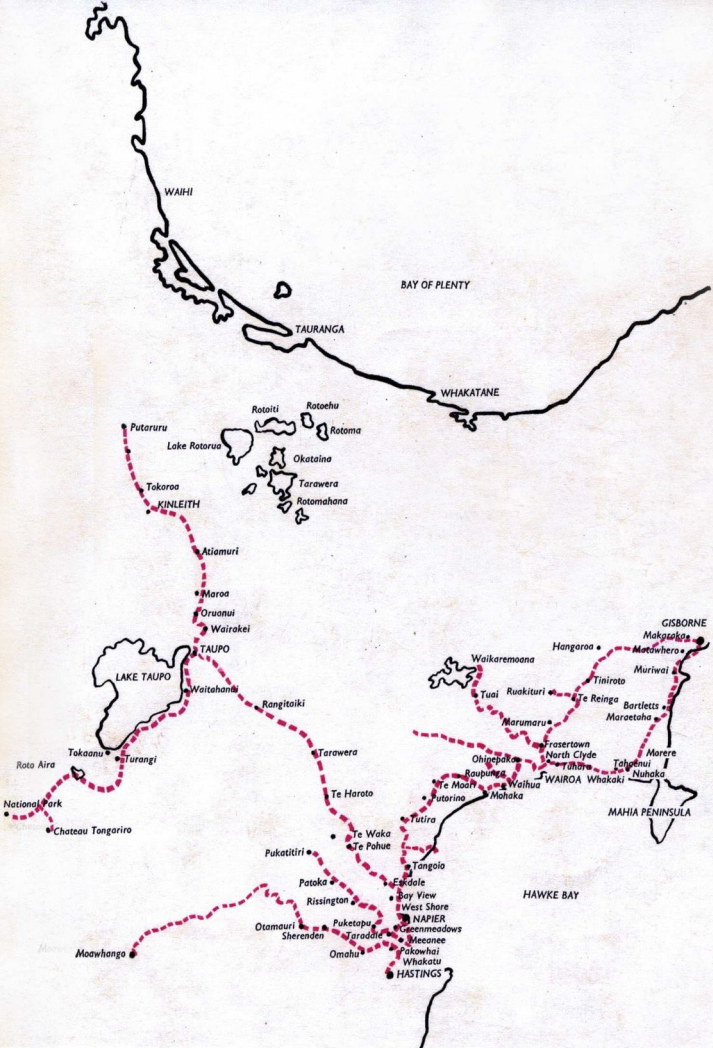 WAIHI
BAY OF PLENTY
TAURANGA
WHAKATANE
Rotoiti
Rotoehu
Rotoma
Lake Rotorua
Okataina
Tarawera
Rotomahana
Putaruru
Tokoroa
KINLEITH
Atiamuri
Maroa
Oruanui
Wairakei
TAUPO
LAKE TAUPO
Waitahanui
Rangitaiki
Tokaanu
Turangi
Rota Aira
National Park
Chateau Tongariro
Tarawera
Te Haroto
Te Waka
Te Pohue
Pukatitiri
Patoka
Rissington
Otamauri
Sherenden
Puketapu
Taradale
Omahu
Moawhango
GISBORNE
Makaraka
Matawhero
Muriwai
Hangaroa
Waikaremoana
Tiniroto
Tuai
Ruakituri
Te Reinga
Bartletts
Maraetaha
Marumaru
Frasertown
North Clyde
Morere
Ohinepaka
Tuhara
Tahaenui
Nuhaka
Raupunga
WAIROA
Whakaki
Te Moari
Waihua
Putorino
Mohaka
MAHIA PENINSULA
Tutira
Tangoio
Eskdale
Bay View
West Shore
NAPIER
Greenmeadows
Meeanee
Pakowhai
Whakatu
HASTINGS
HAWKE BAY